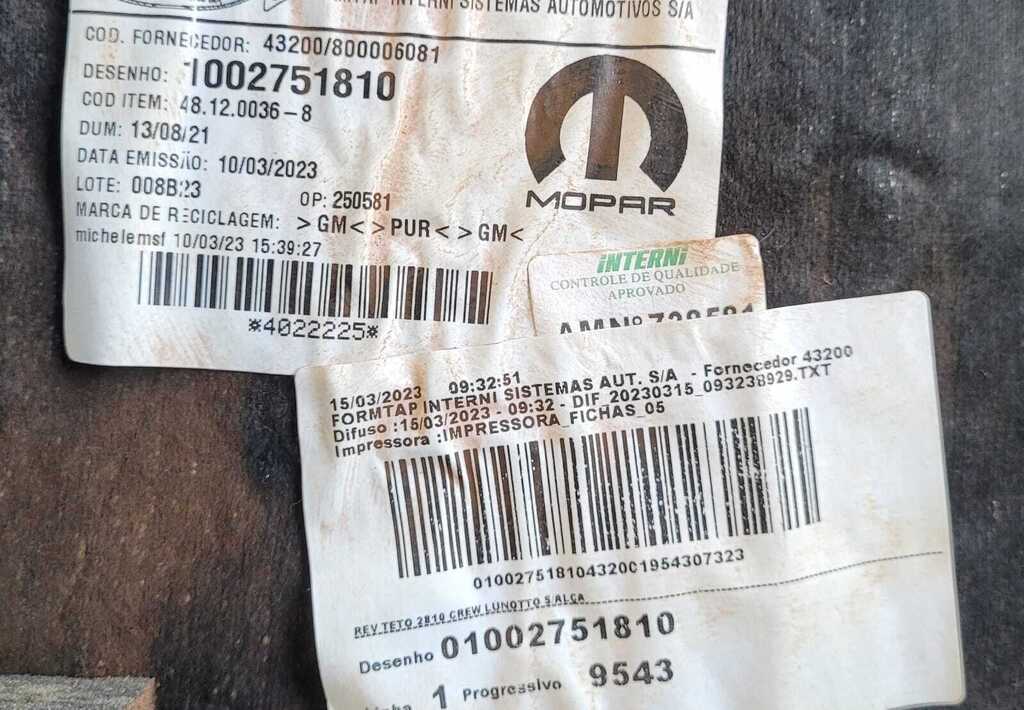 INTERNI SISTEMAS AUTOMOTIVOS S/A
COD. FORNECEDOR: 43200/800006081
DESENHO: 1002751810
COD ITEM: 48.12.0036-8
DUM: 13/08/21
DATA EMISSÃO: 10/03/2023
LOTE: 008B23
OP: 250581
MARCA DE RECICLAGEM: >GM<>PUR<>GM<
michelemsf 10/03/23 15:39:27
*4022225*
MOPAR
iNTERNi
CONTROLE DE QUALIDADE
APROVADO
15/03/2023 09:32:51
FORMTAP INTERNI SISTEMAS AUT. S/A - Fornecedor 43200
Difuso :15/03/2023 - 09:32 - DIF_20230315_093238929.TXT
Impressora :IMPRESSORA_FICHAS_05
01002751810432001954307323
REV TETO 2810 CREW LUNOTTO S/ALCA
Desenho 01002751810
1 Progressivo 9543